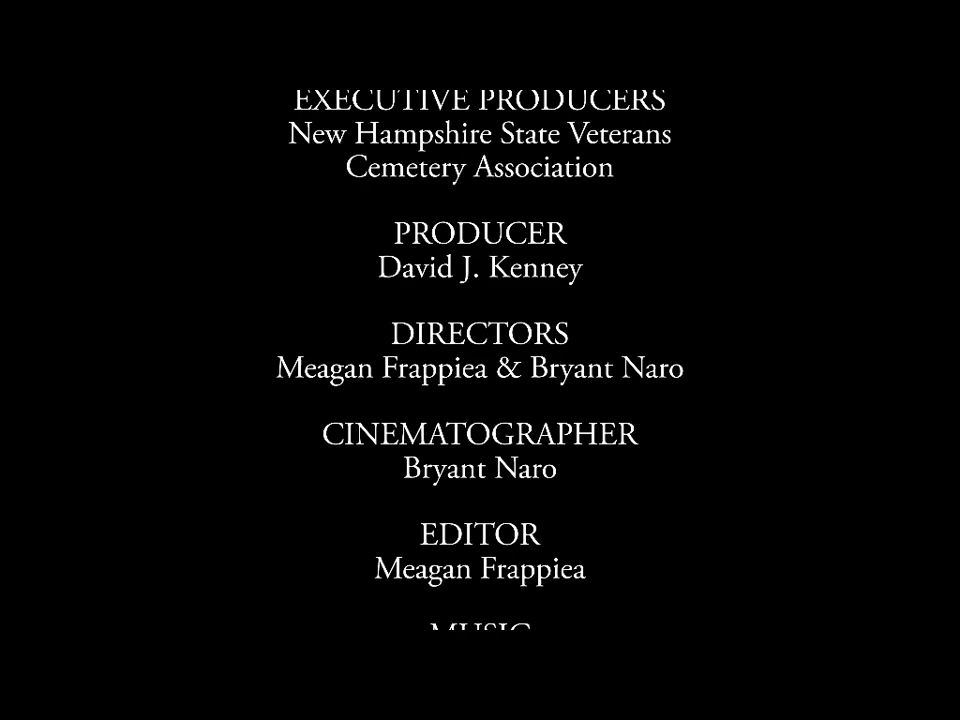 EXECUTIVE PRODUCERS
New Hampshire State Veterans
Cemetery Association
PRODUCER
David J. Kenney
DIRECTORS
Meagan Frappiea & Bryant Naro
CINEMATOGRAPHER
Bryant Naro
EDITOR
Meagan Frappiea
MUSIC